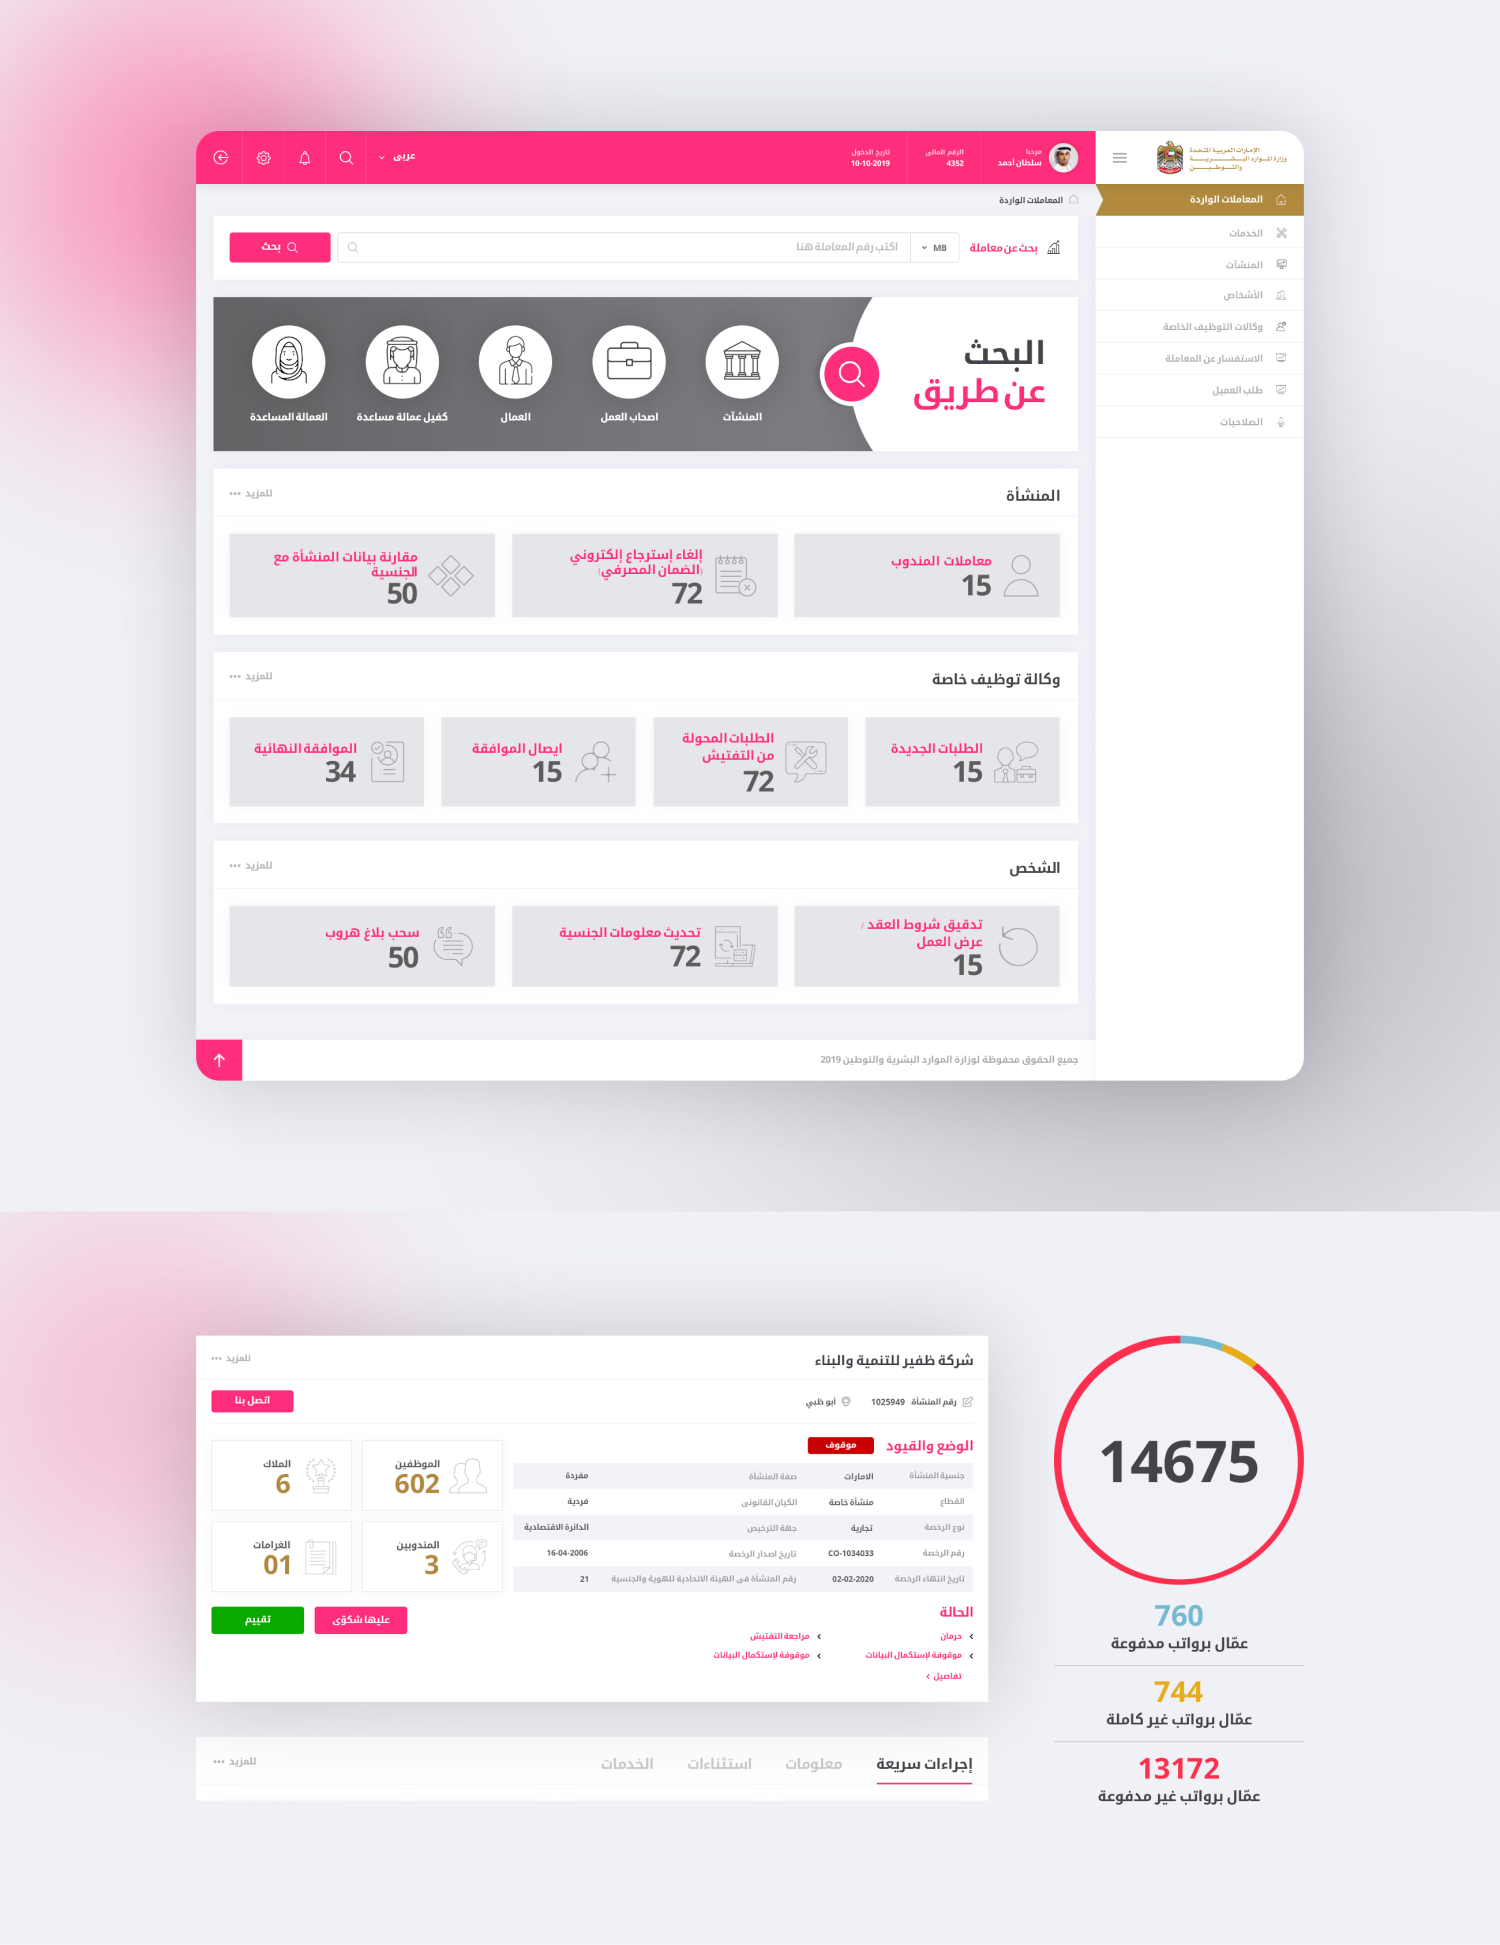 الإمارات العربية المتحدة
وزارة المـوارد البـشـــريـــة
والتــوطــيــن
مرحبا
سلطان أحمد
الرقم المالى
4352
تاريخ الدخول
10-10-2019
عربى
المعاملات الواردة
الخدمات
المنشآت
الأشخاص
وكالات التوظيف الخاصة
الاستفسار عن المعاملة
طلب العميل
الصلاحيات
المعاملات الواردة
بحث عن معاملة
MB
اكتب رقم المعاملة هنا
بحث
البحث
عن طريق
المنشآت
اصحاب العمل
العمال
كفيل عمالة مساعدة
العمالة المساعدة
المنشأة
للمزيد
معاملات المندوب
15
إلغاء إسترجاع إلكتروني
(الضمان المصرفي)
72
مقارنة بيانات المنشأة مع
الجنسية
50
وكالة توظيف خاصة
للمزيد
الطلبات الجديدة
15
الطلبات المحولة
من التفتيش
72
ايصال الموافقة
15
الموافقة النهائية
34
الشخص
للمزيد
تدقيق شروط العقد /
عرض العمل
15
تحديث معلومات الجنسية
72
سحب بلاغ هروب
50
جميع الحقوق محفوظة لوزارة الموارد البشرية والتوطين 2019
شركة ظفير للتنمية والبناء
للمزيد
رقم المنشأة 1025949
أبو ظبي
اتصل بنا
الوضع والقيود
موقوف
جنسية المنشأة الامارات صفة المنشأة مفردة
القطاع منشأة خاصة الكيان القانونى فردية
نوع الرخصة تجارية جهة الترخيص الدائرة الاقتصادية
رقم الرخصة CO-1034033 تاريخ اصدار الرخصة 16-04-2006
تاريخ انتهاء الرخصة 02-02-2020 رقم المنشأة فى الهيئة الاتحادية للهوية والجنسية 21
الموظفين
602
الملاك
6
المندوبين
3
الغرامات
01
عليها شكوى
تقييم
الحالة
حرمان
مراجعة التفتيش
موقوفة لإستكمال البيانات
موقوفة لإستكمال البيانات
تفاصيل
إجراءات سريعة
معلومات
استثناءات
الخدمات
للمزيد
14675
760
عمّال برواتب مدفوعة
744
عمّال برواتب غير كاملة
13172
عمّال برواتب غير مدفوعة